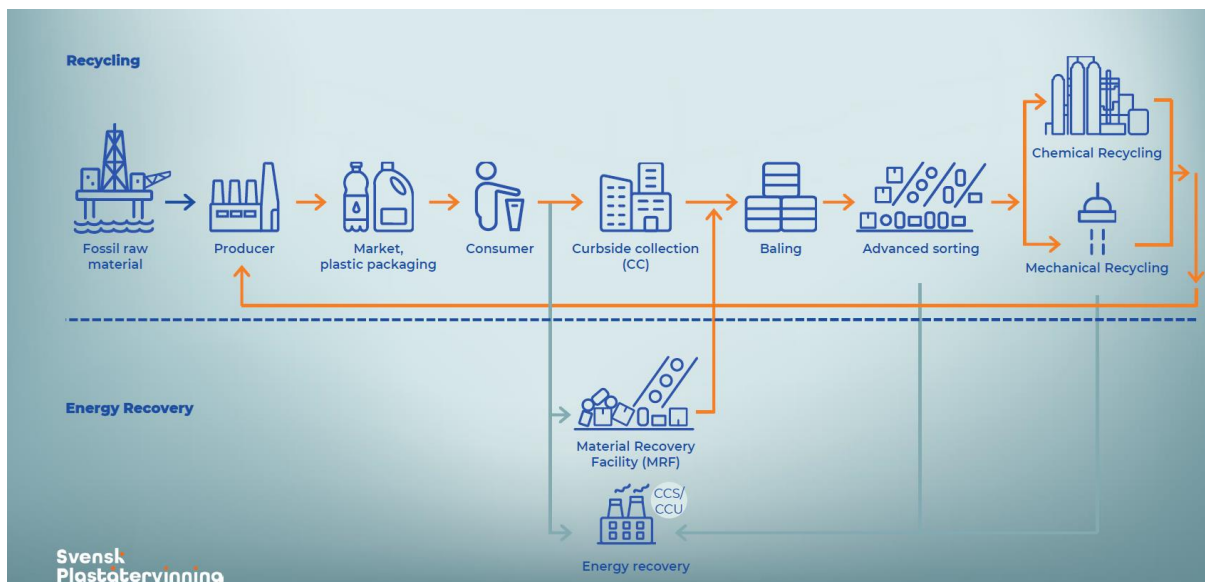 Recycling
Fossil raw
material
Producer
Market,
plastic packaging
Consumer
Curbside collection
(CC)
Baling
Advanced sorting
Chemical Recycling
Mechanical Recycling
Energy Recovery
Material Recovery
Facility (MRF)
CCS/
CCU
Energy recovery
Svensk
Plaståtervinning